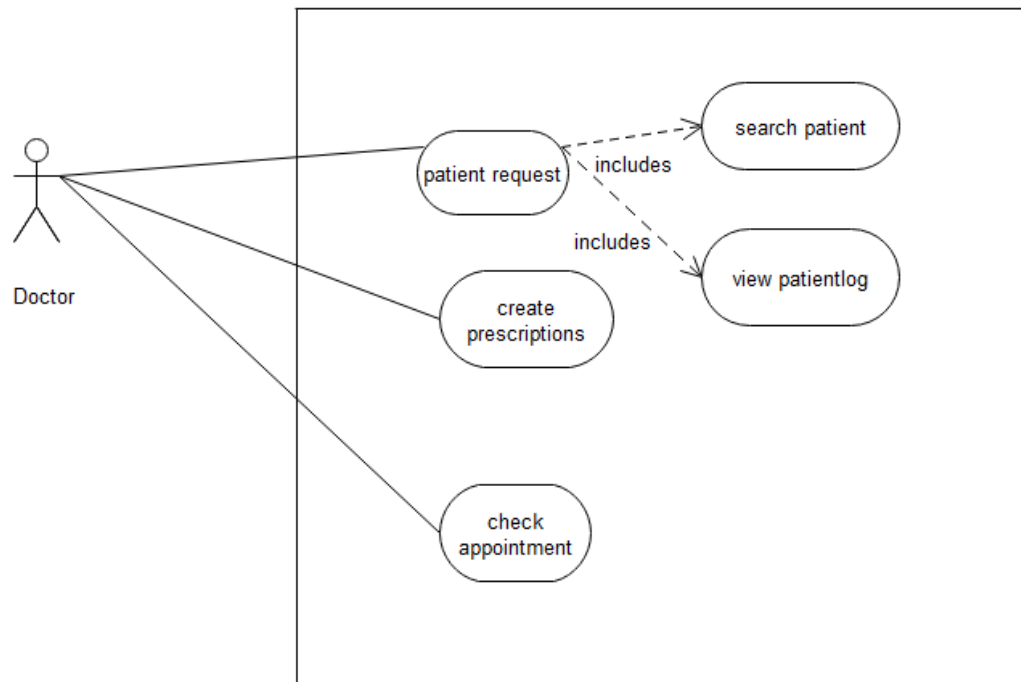 search patient
patient request
includes
includes
view patientlog
Doctor
create
prescriptions
check
appointment